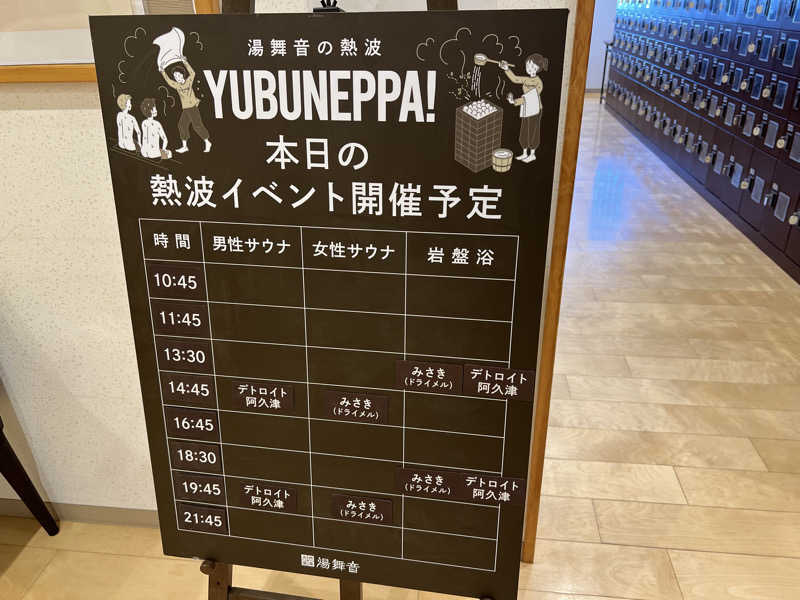 湯舞音の熱波
YUBUNEPPA!
本日の
熱波イベント開催予定
時間 男性サウナ 女性サウナ 岩盤浴
10:45
11:45
13:30 みさき (ドライメル) デトロイト 阿久津
14:45 デトロイト 阿久津 みさき (ドライメル)
16:45
18:30 みさき (ドライメル) デトロイト 阿久津
19:45 デトロイト 阿久津 みさき (ドライメル)
21:45
湯舞音